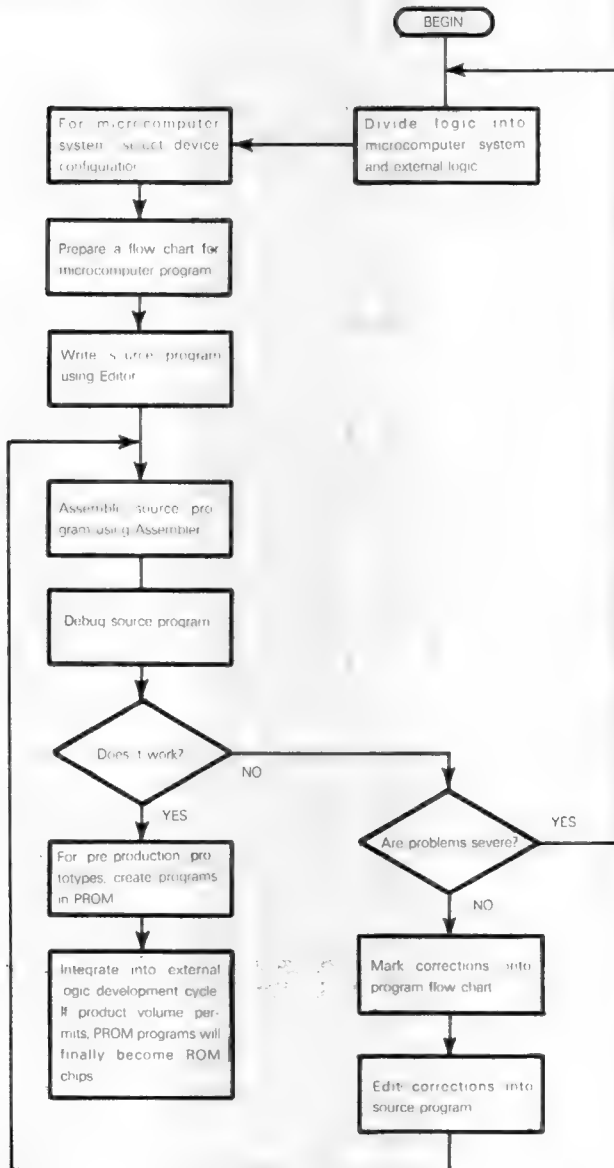 BEGIN
Divide logic into
microcomputer system
and external logic
For microcomputer
system select device
configuration
Prepare a flow chart for
microcomputer program
Write source program
using Editor
Assemble source pro
gram using Assembler
Debug source program
Does it work?
NO
YES
For pre production pro
totypes, create programs
in PROM
Integrate into external
logic development cycle
If product volume per-
mits, PROM programs will
finally become ROM
chips
Are problems severe?
YES
NO
Mark corrections into
program flow chart
Edit corrections into
source program